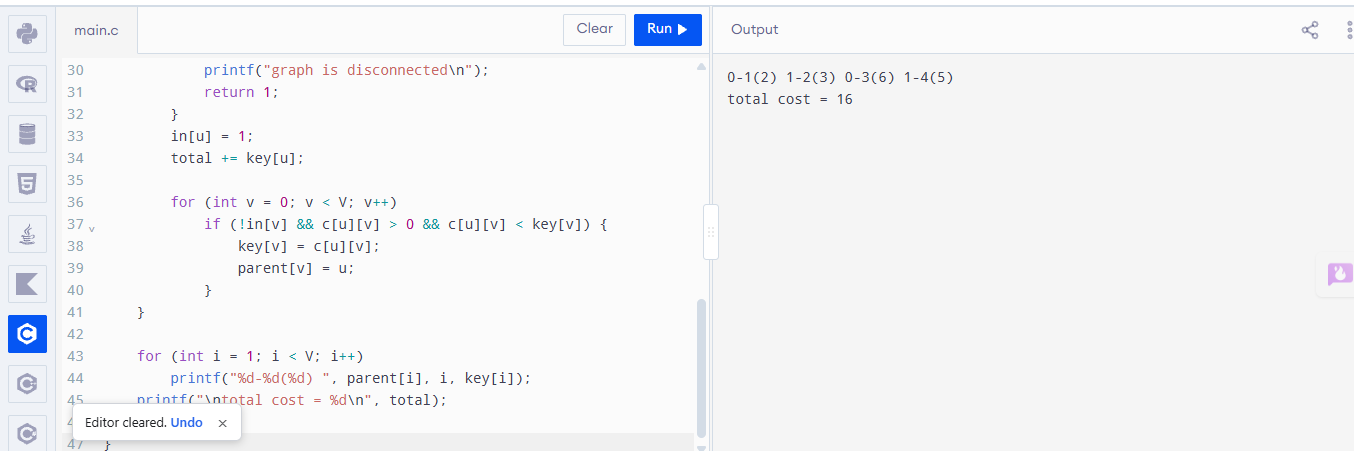 main.c
Clear
Run
Output
30 printf("graph is disconnected\n");
31 return 1;
32 }
33 in[u] = 1;
34 total += key[u];
35
36 for (int v = 0; v < V; v++)
37 if (!in[v] && c[u][v] > 0 && c[u][v] < key[v]) {
38 key[v] = c[u][v];
39 parent[v] = u;
40 }
41 }
42
43 for (int i = 1; i < V; i++)
44 printf("%d-%d(%d) ", parent[i], i, key[i]);
45 printf("\ntotal cost = %d\n", total);
Editor cleared. Undo ×
47 }
0-1(2) 1-2(3) 0-3(6) 1-4(5)
total cost = 16